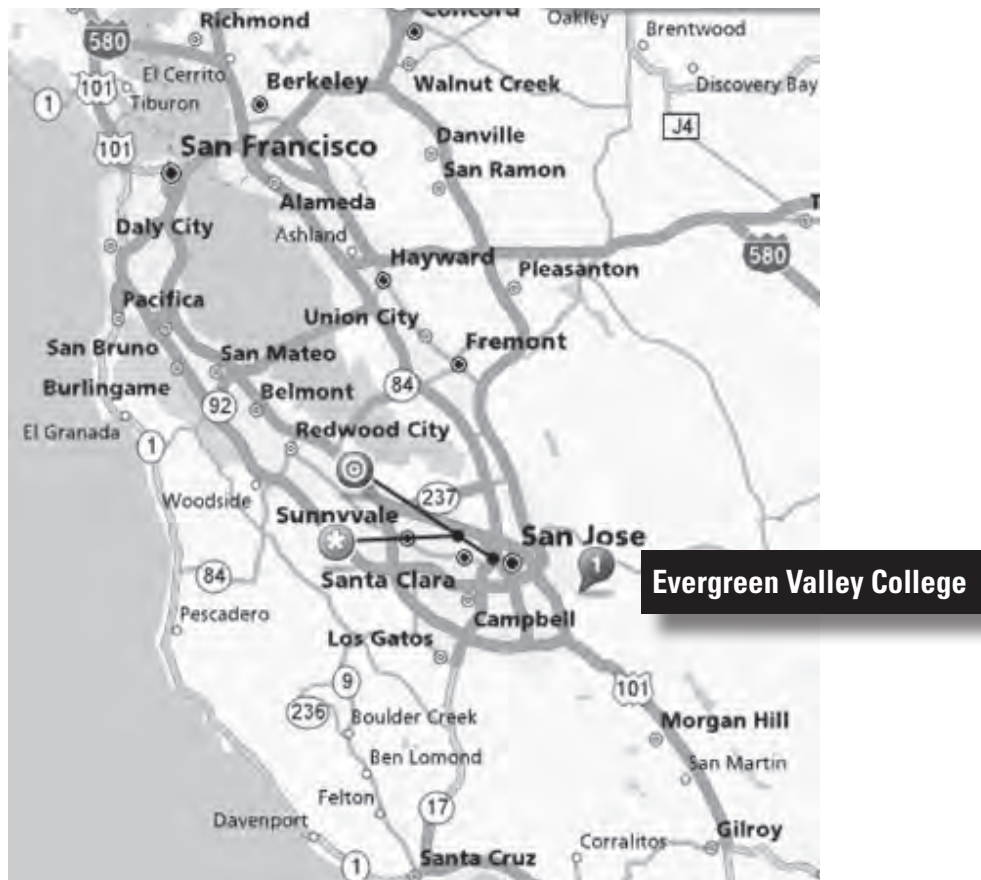 Concord
Oakley
Richmond
Brentwood
580
El Cerrito
Berkeley
Walnut Creek
Discovery Bay
101
1
Tiburon
J4
101
San Francisco
Danville
San Ramon
Alameda
Daly City
Ashland
Hayward
580
Pleasanton
Pacifica
Union City
Fremont
San Bruno
San Mateo
84
Burlingame
Belmont
92
El Granada
Redwood City
1
237
Woodside
Sunnyvale
San Jose
1
Evergreen Valley College
84
Santa Clara
Pescadero
Campbell
Los Gatos
9
101
236
Boulder Creek
Morgan Hill
Ben Lomond
San Martin
Felton
17
Davenport
Gilroy
Corralitos
1
Santa Cruz